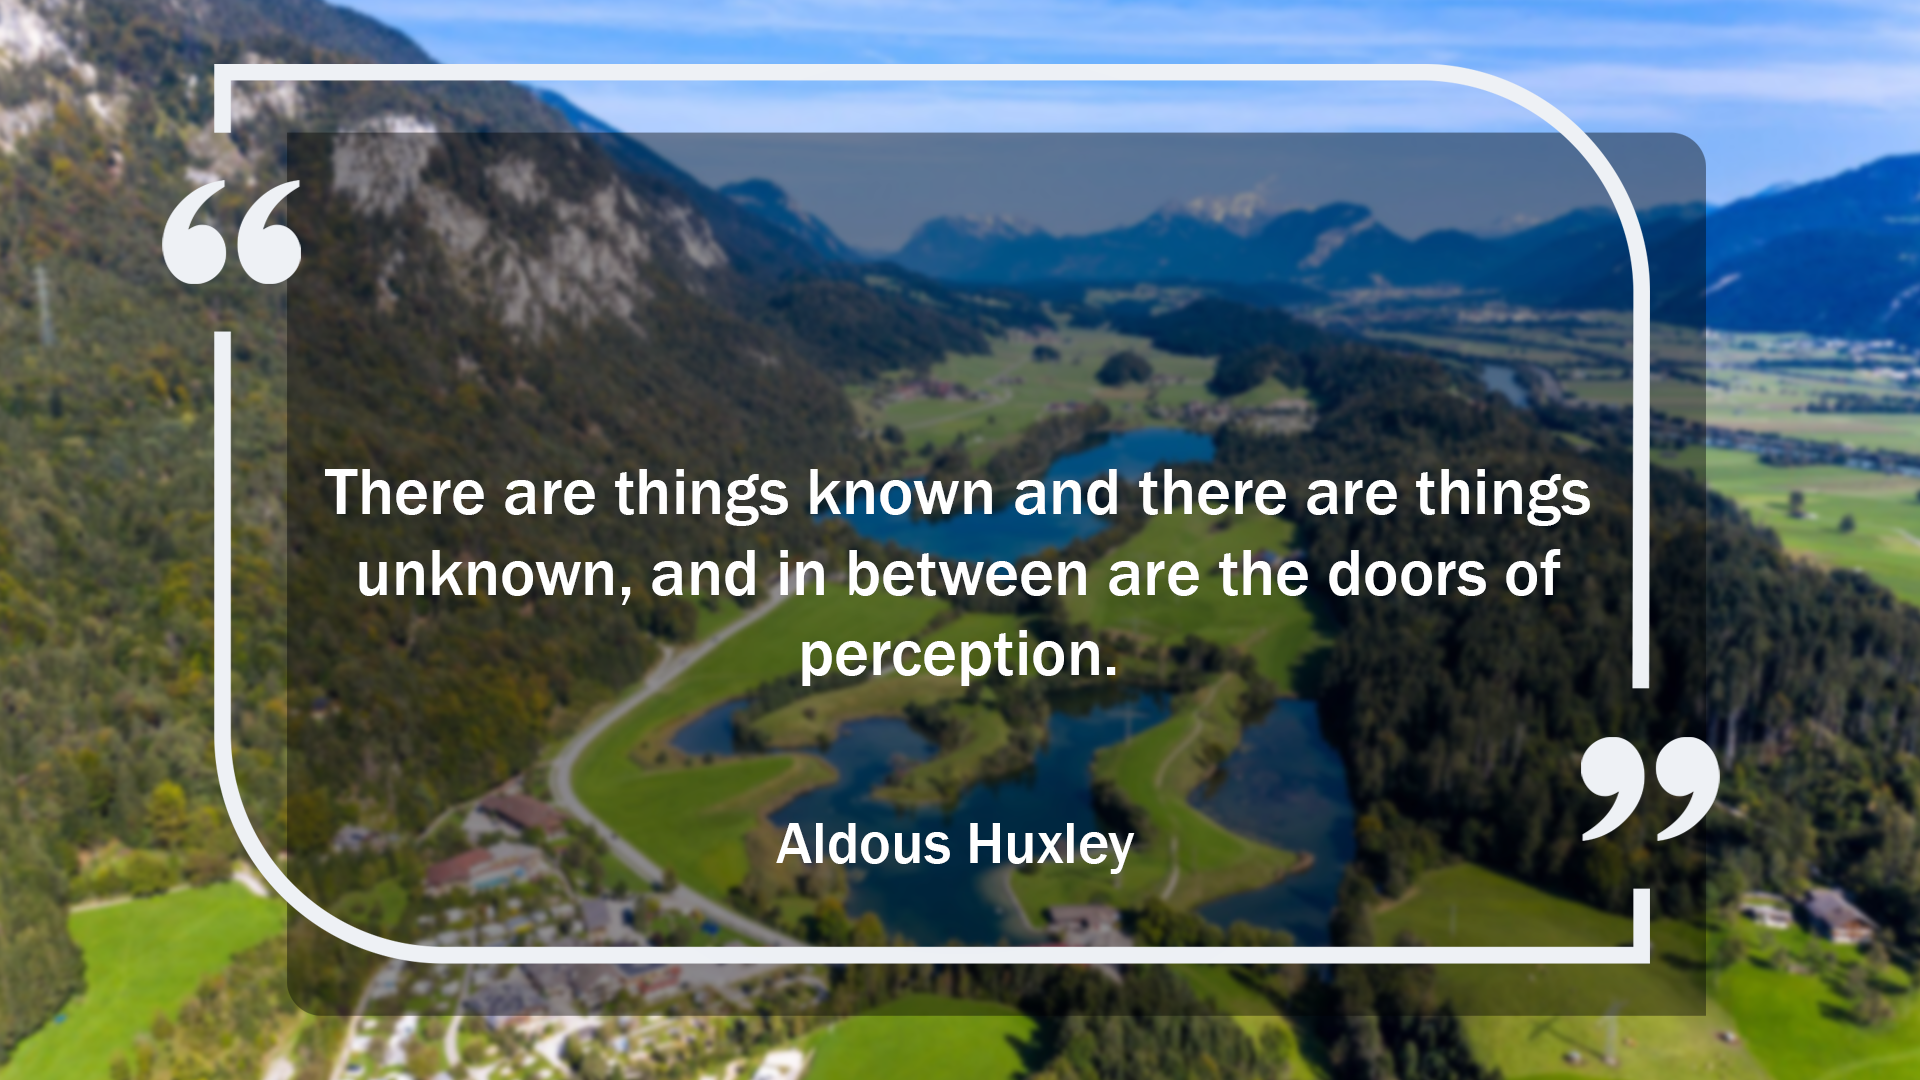 “
There are things known and there are things
unknown, and in between are the doors of
perception.
”
Aldous Huxley